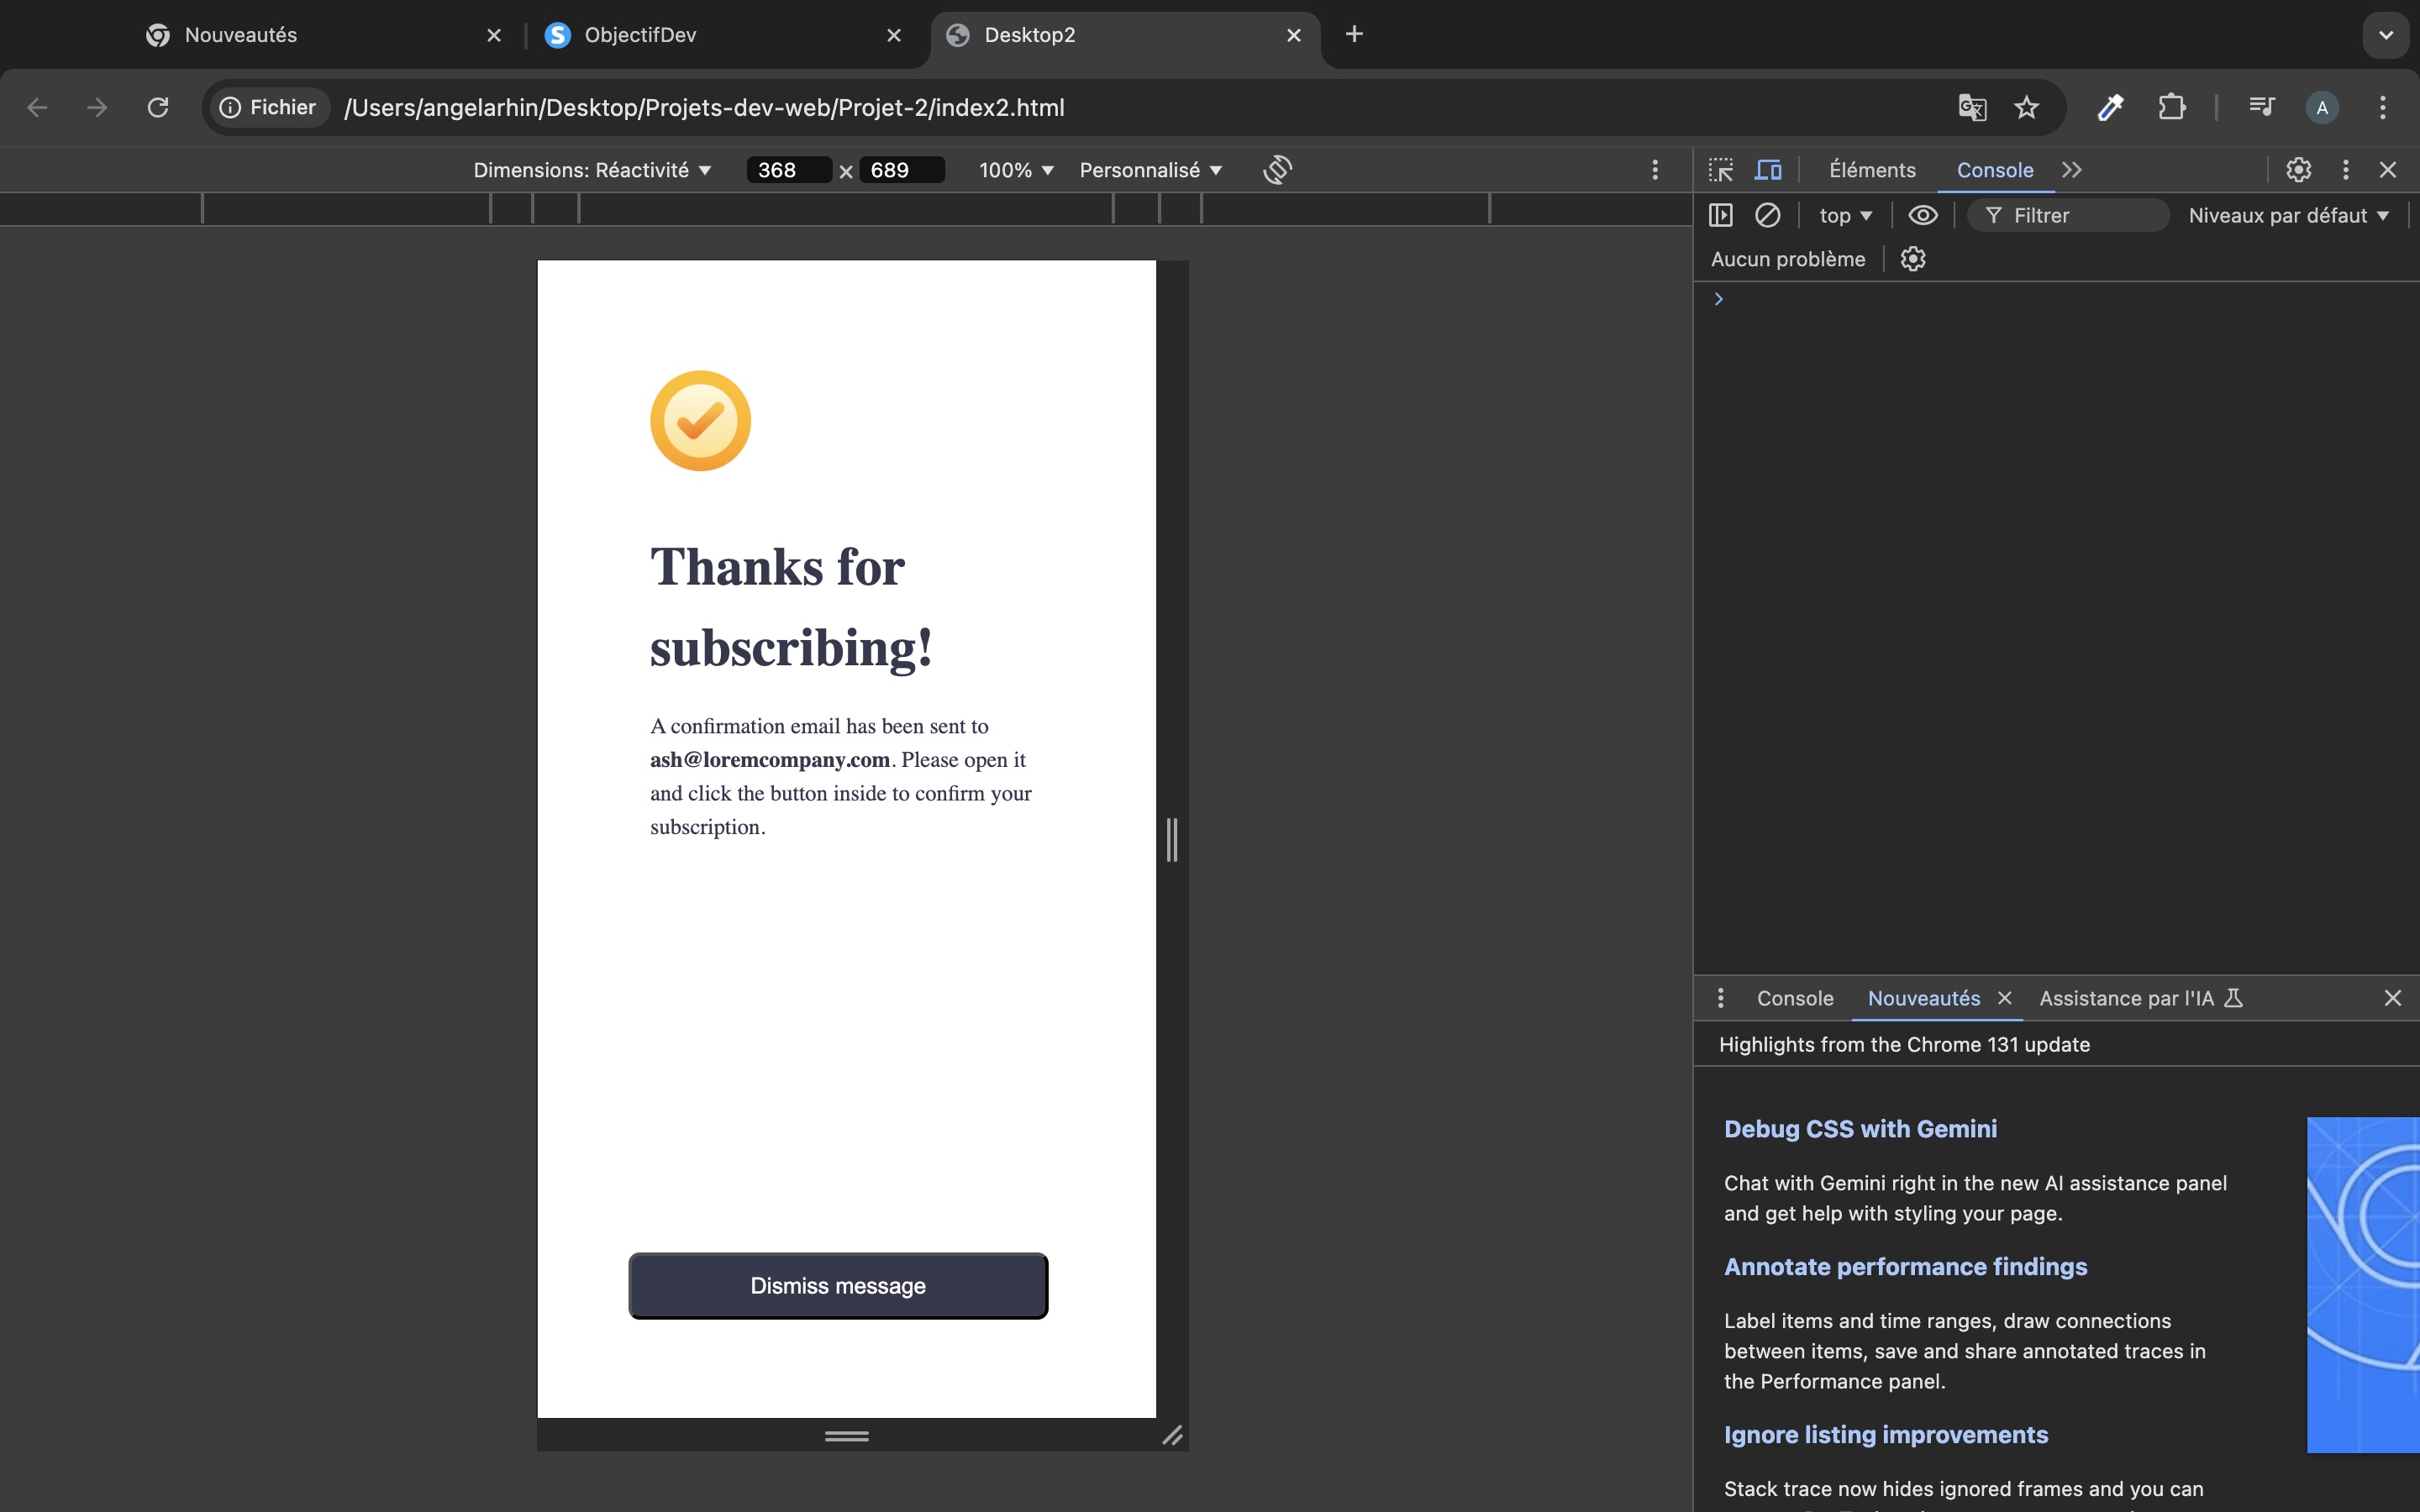 Nouveautés
ObjectifDev
Desktop2
Fichier /Users/angelarhin/Desktop/Projets-dev-web/Projet-2/index2.html
A
Dimensions: Réactivité 368 x 689 100% Personnalisé
Éléments Console
top Filtrer Niveaux par défaut
Aucun problème
Thanks for
subscribing!
A confirmation email has been sent to
ash@loremcompany.com. Please open it
and click the button inside to confirm your
subscription.
Dismiss message
Console Nouveautés Assistance par l'IA
Highlights from the Chrome 131 update
Debug CSS with Gemini
Chat with Gemini right in the new AI assistance panel
and get help with styling your page.
Annotate performance findings
Label items and time ranges, draw connections
between items, save and share annotated traces in
the Performance panel.
Ignore listing improvements
Stack trace now hides ignored frames and you can